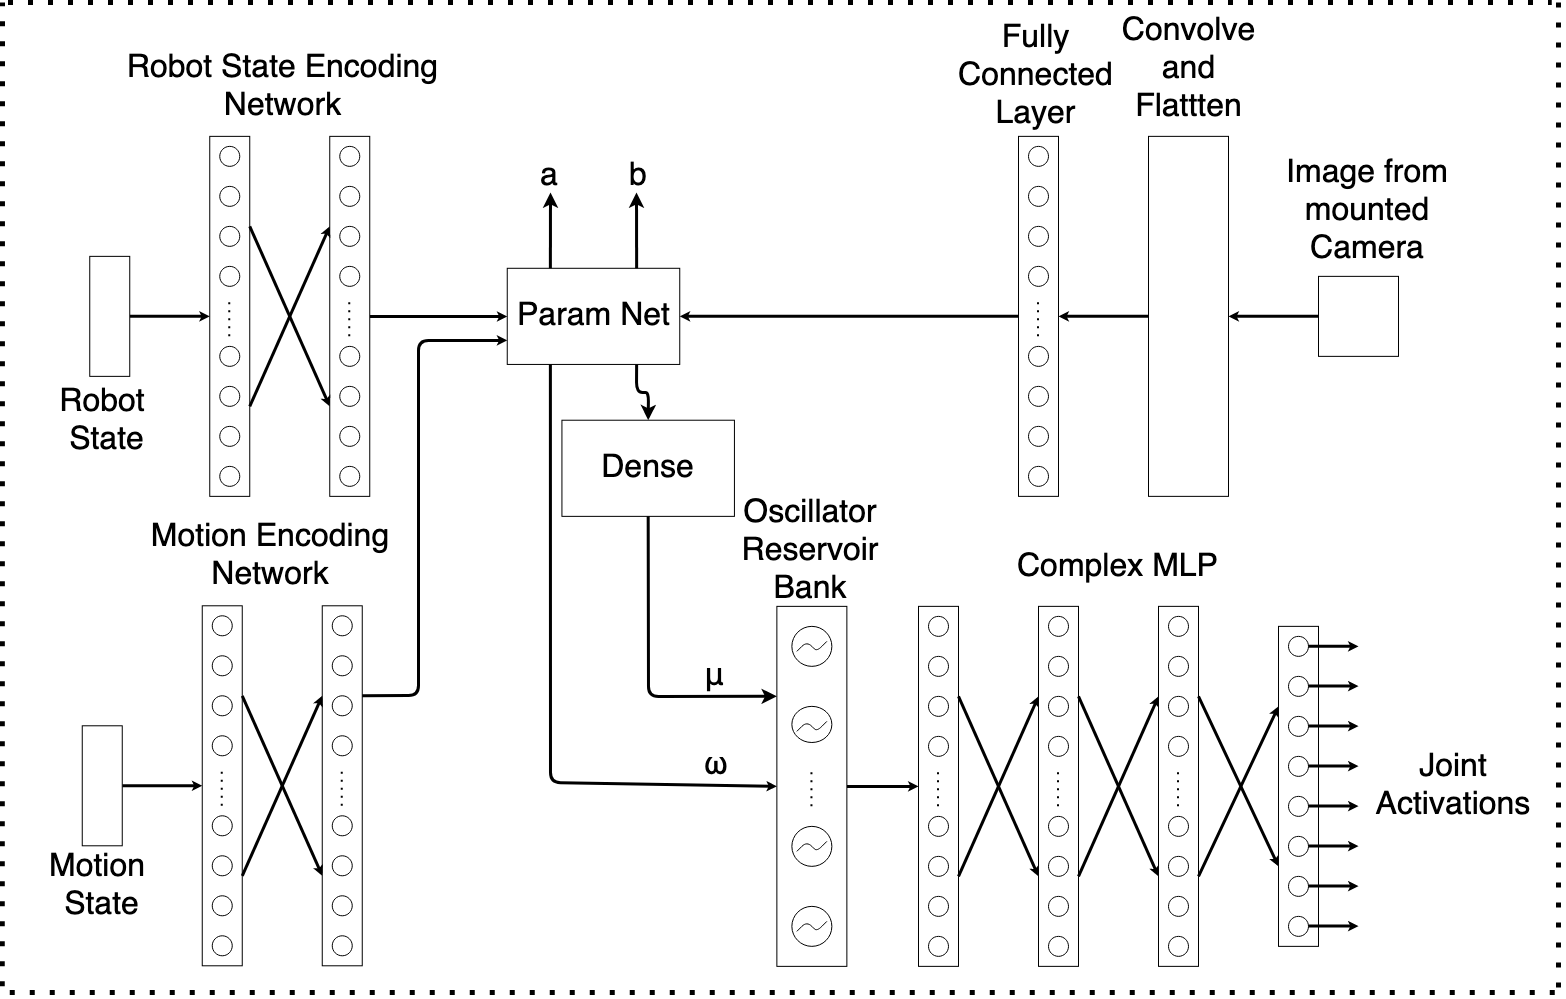 Robot State Encoding
Network
Fully
Connected
Layer
Convolve
and
Flattten
Image from
mounted
Camera
a
b
Param Net
Robot
State
Dense
Motion Encoding
Network
Oscillator
Reservoir
Bank
Complex MLP
μ
ω
Joint
Activations
Motion
State